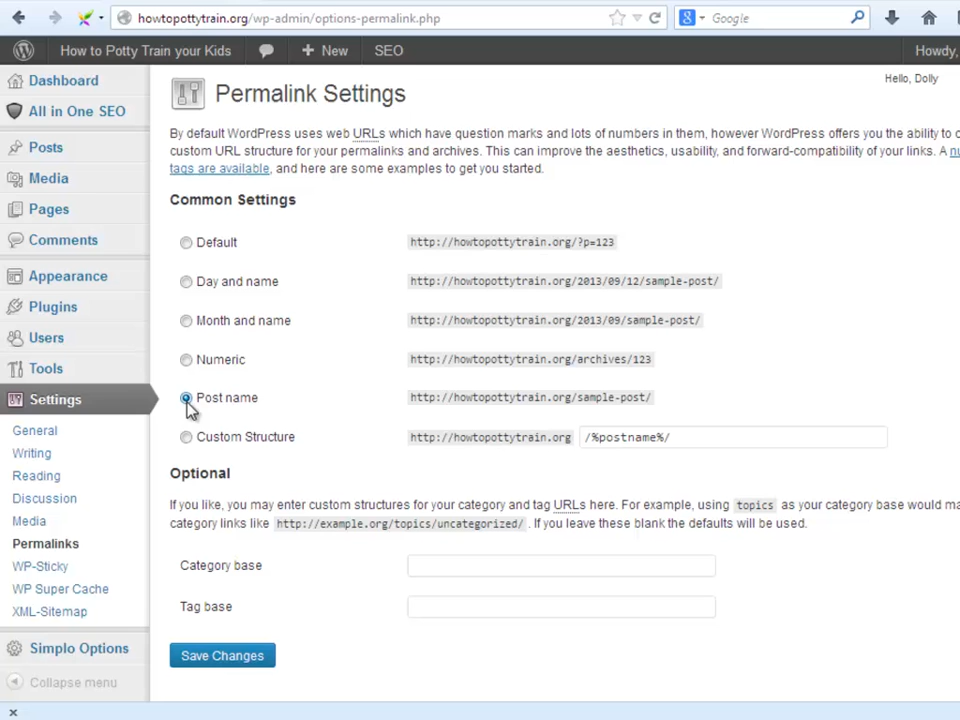 howtopottytrain.org/wp-admin/options-permalink.php
Google
How to Potty Train your Kids
New
SEO
Howdy,
Dashboard
All in One SEO
Posts
Media
Pages
Comments
Appearance
Plugins
Users
Tools
Settings
General
Writing
Reading
Discussion
Media
Permalinks
WP-Sticky
WP Super Cache
XML-Sitemap
Simplo Options
Collapse menu
Hello, Dolly
Permalink Settings
By default WordPress uses web URLs which have question marks and lots of numbers in them, however WordPress offers you the ability to
custom URL structure for your permalinks and archives. This can improve the aesthetics, usability, and forward-compatibility of your links. A
tags are available, and here are some examples to get you started.
Common Settings
Default http://howtopottytrain.org/?p=123
Day and name http://howtopottytrain.org/2013/09/12/sample-post/
Month and name http://howtopottytrain.org/2013/09/sample-post/
Numeric http://howtopottytrain.org/archives/123
Post name http://howtopottytrain.org/sample-post/
Custom Structure http://howtopottytrain.org /%postname%/
Optional
If you like, you may enter custom structures for your category and tag URLs here. For example, using topics as your category base would
category links like http://example.org/topics/uncategorized/ . If you leave these blank the defaults will be used.
Category base
Tag base
Save Changes